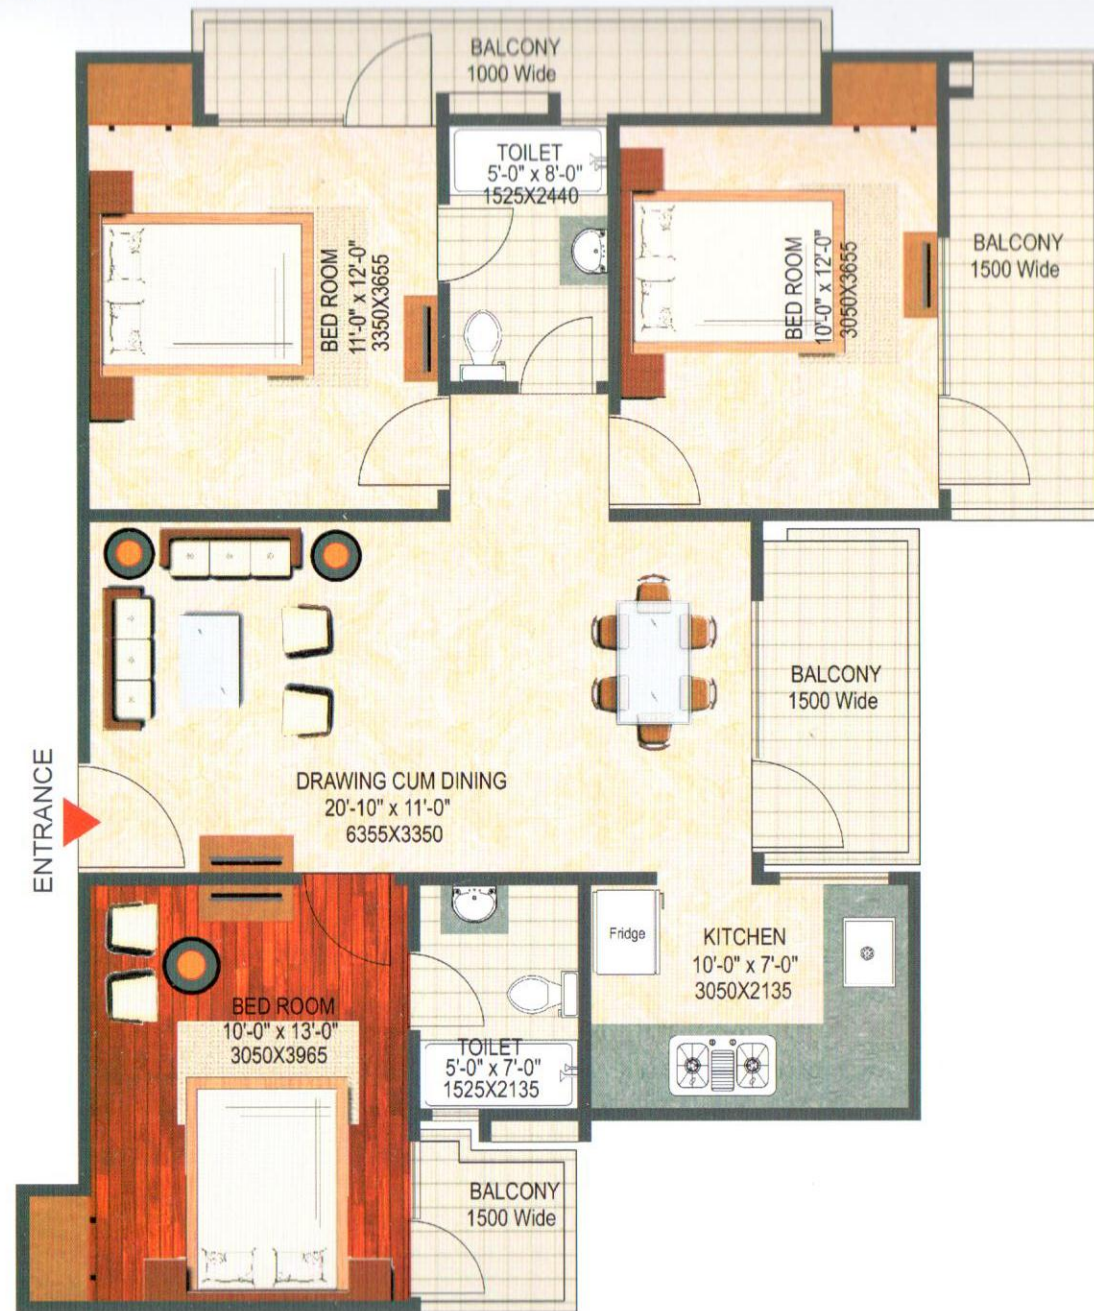 BALCONY
1000 Wide
TOILET
5'-0" x 8'-0"
1525X2440
BED ROOM
11'-0" x 12'-0"
3350X3655
BED ROOM
10'-0" x 12'-0"
3050X3655
BALCONY
1500 Wide
BALCONY
1500 Wide
ENTRANCE
DRAWING CUM DINING
20'-10" x 11'-0"
6355X3350
Fridge
KITCHEN
10'-0" x 7'-0"
3050X2135
BED ROOM
10'-0" x 13'-0"
3050X3965
TOILET
5'-0" x 7'-0"
1525X2135
BALCONY
1500 Wide